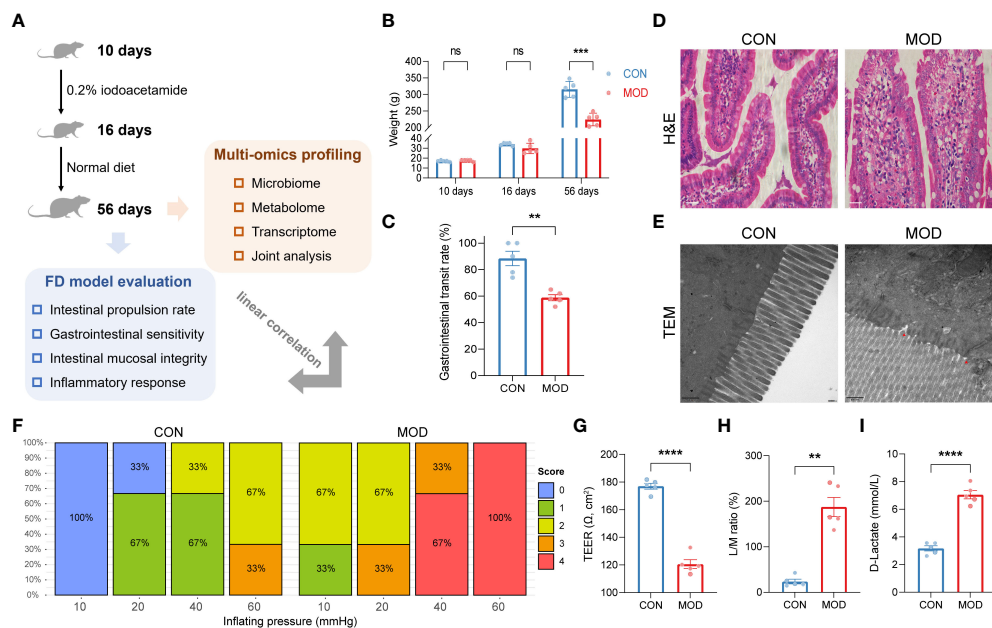 A
10 days
0.2% iodoacetamide
16 days
Normal diet
56 days
Multi-omics profiling
Microbiome
Metabolome
Transcriptome
Joint analysis
FD model evaluation
Intestinal propulsion rate
Gastrointestinal sensitivity
Intestinal mucosal integrity
Inflammatory response
linear correlation
B
Weight (g)
400
350
300
250
200
200
40
30
20
10
0
ns
ns
***
CON
MOD
10 days
16 days
56 days
C
Gastrointestinal transit rate (%)
100
80
60
40
20
0
**
CON
MOD
D
CON
MOD
H&E
E
CON
MOD
TEM
F
CON
MOD
100%
90%
80%
70%
60%
50%
40%
30%
20%
10%
0%
100%
33%
67%
33%
67%
67%
33%
67%
33%
67%
33%
33%
67%
100%
10
20
40
60
10
20
40
60
Inflating pressure (mmHg)
Score
0
1
2
3
4
G
TEER (Ω, cm²)
200
180
160
140
120
100
****
CON
MOD
H
L/M ratio (%)
300
200
100
0
**
CON
MOD
I
D-Lactate (mmol/L)
10
8
6
4
2
0
****
CON
MOD